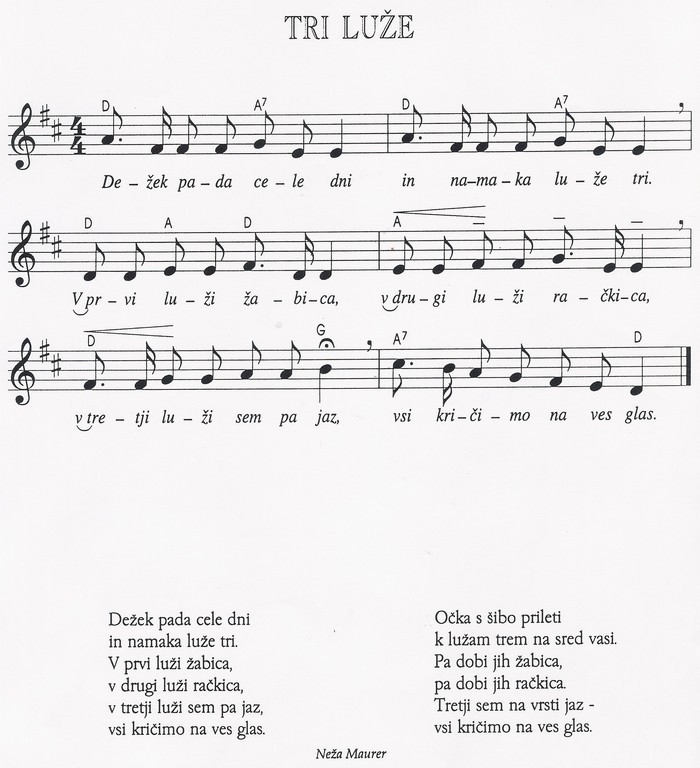 TRI LUŽE
D A7 D A7
4
4
De – žek pa – da ce – le dni in na–ma – ka lu – že tri.
D A D A
V pr – vi lu – ži ža – bi–ca, v dru – gi lu – ži ra – čki–ca,
D G A7 D
v tre – tji lu – ži sem pa jaz, vsi kri – či – mo na ves glas.
Dežek pada cele dni
in namaka luže tri.
V prvi luži žabica,
v drugi luži račkica,
v tretji luži sem pa jaz,
vsi kričimo na ves glas.
Očka s šibo prileti
k lužam trem na sred vasi.
Pa dobi jih žabica,
pa dobi jih račkica.
Tretji sem na vrsti jaz -
vsi kričimo na ves glas.
Neža Maurer